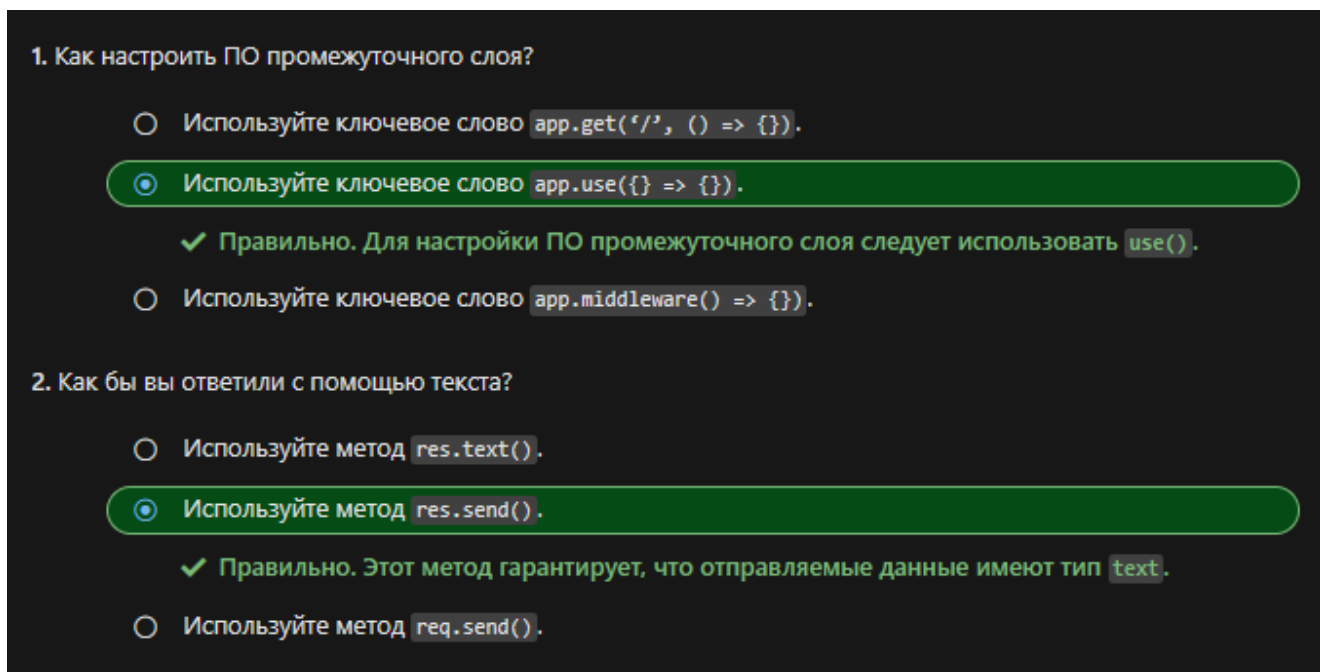 1. Как настроить ПО промежуточного слоя?
Используйте ключевое слово app.get(‘/’, () => {}).
Используйте ключевое слово app.use({} => {}).
Правильно. Для настройки ПО промежуточного слоя следует использовать use().
Используйте ключевое слово app.middleware() => {}).
2. Как бы вы ответили с помощью текста?
Используйте метод res.text().
Используйте метод res.send().
Правильно. Этот метод гарантирует, что отправляемые данные имеют тип text.
Используйте метод req.send().